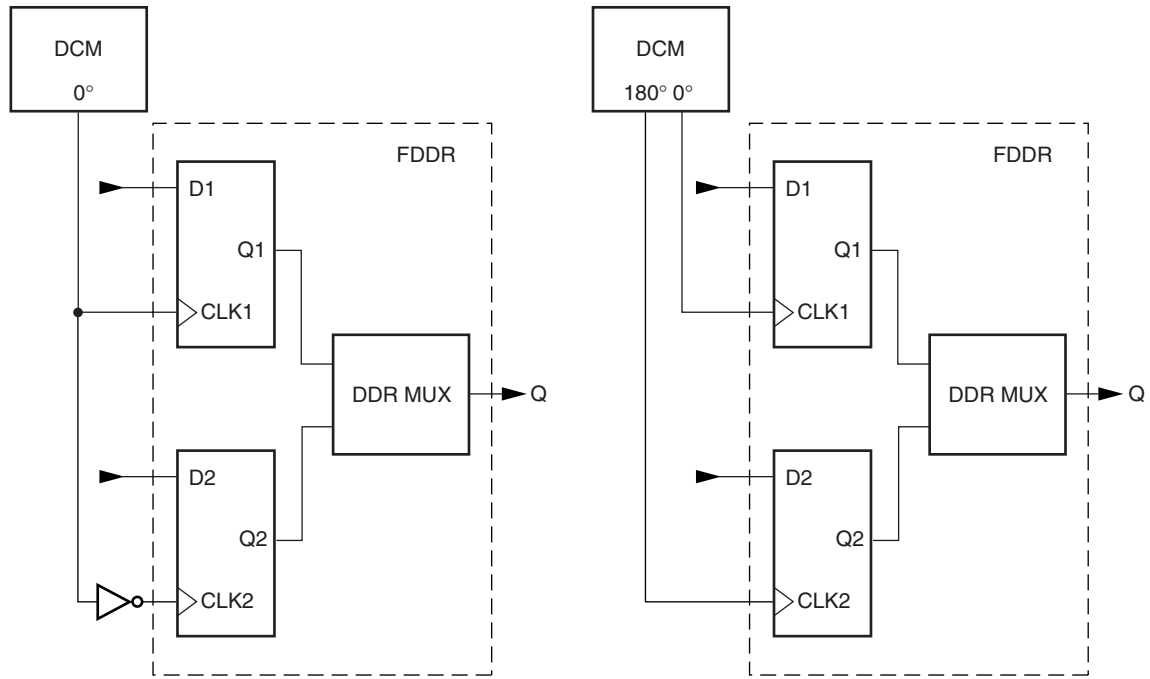 DCM
0°
FDDR
D1
Q1
CLK1
DDR MUX
Q
D2
Q2
CLK2
DCM
180° 0°
FDDR
D1
Q1
CLK1
DDR MUX
Q
D2
Q2
CLK2